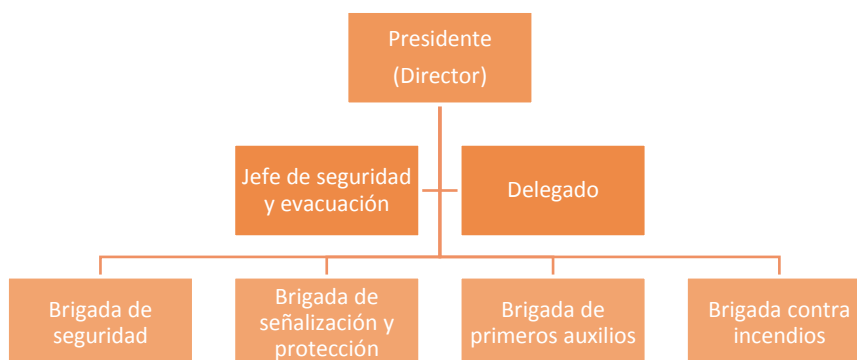 Presidente
(Director)
Jefe de seguridad
y evacuación
Delegado
Brigada de
seguridad
Brigada de
señalización y
protección
Brigada de
primeros auxilios
Brigada contra
incendios